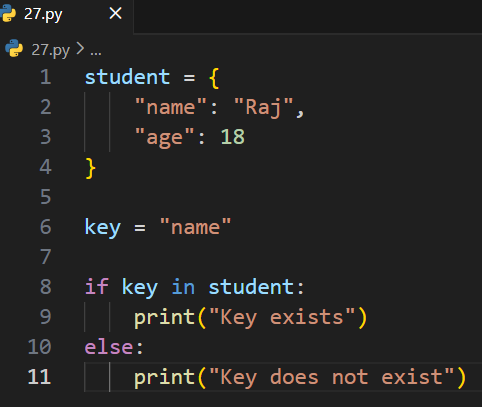 27.py ×
27.py > ...
1 student = {
2     "name": "Raj",
3     "age": 18
4 }
5
6 key = "name"
7
8 if key in student:
9     print("Key exists")
10 else:
11     print("Key does not exist")